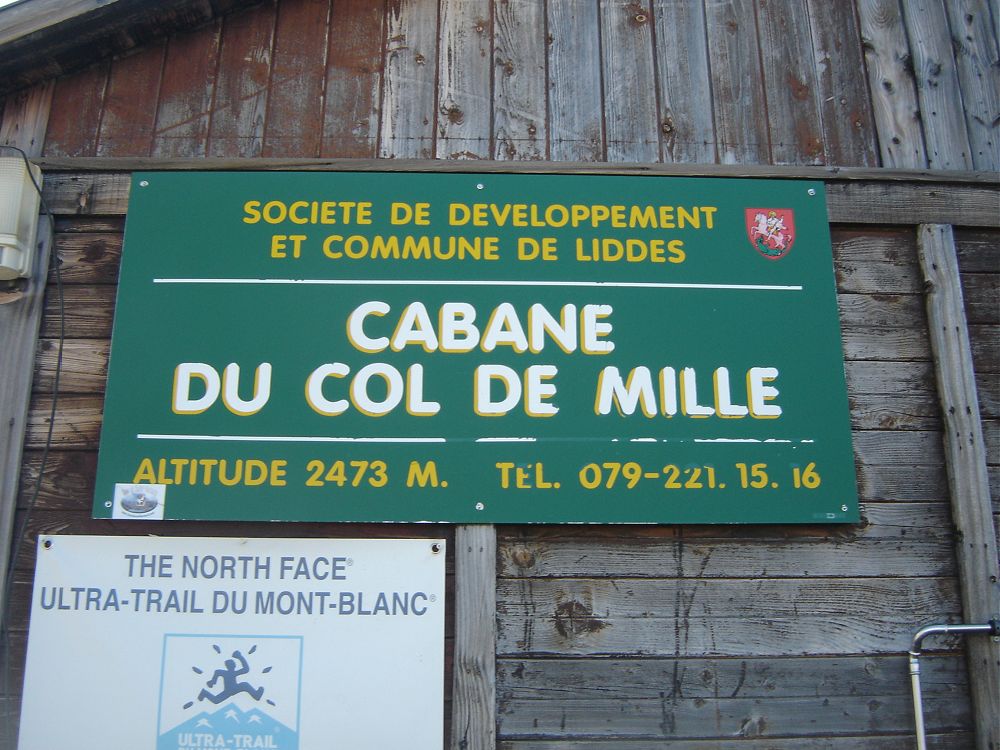 SOCIETE DE DEVELOPPEMENT
ET COMMUNE DE LIDDES
CABANE
DU COL DE MILLE
ALTITUDE 2473 M. TEL. 079-221. 15. 16
THE NORTH FACE®
ULTRA-TRAIL DU MONT-BLANC®
ULTRA-TRAIL